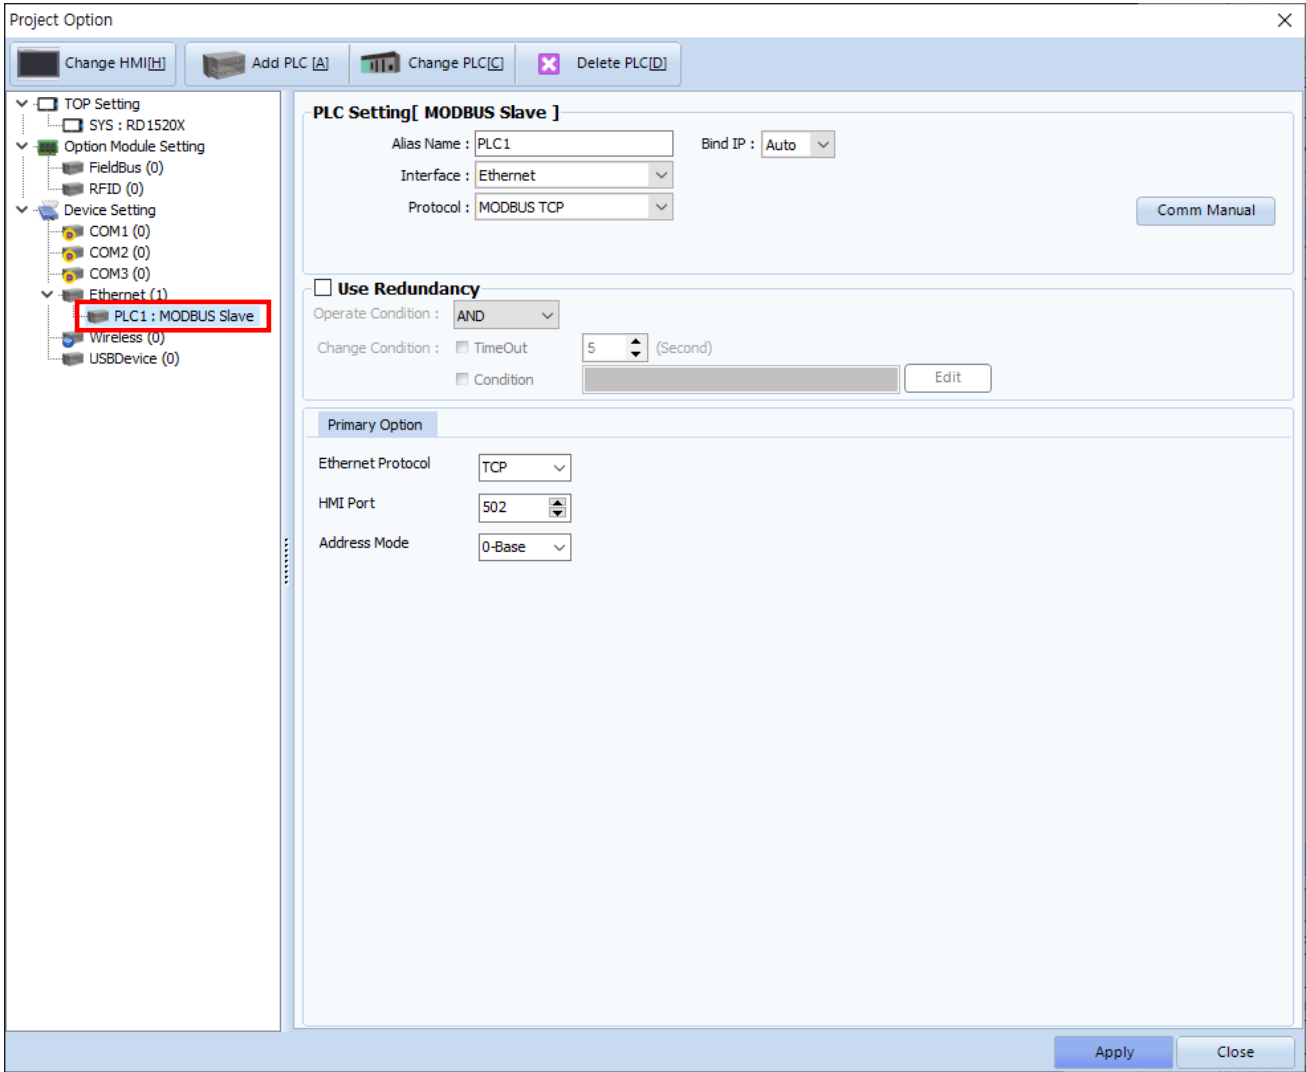 Project Option
Change HMI[H] Add PLC [A] Change PLC[C] Delete PLC[D]
TOP Setting
SYS : RD1520X
Option Module Setting
FieldBus (0)
RFID (0)
Device Setting
COM1 (0)
COM2 (0)
COM3 (0)
Ethernet (1)
PLC1 : MODBUS Slave
Wireless (0)
USBDevice (0)
PLC Setting[ MODBUS Slave ]
Alias Name : PLC1 Bind IP : Auto
Interface : Ethernet
Protocol : MODBUS TCP
Comm Manual
Use Redundancy
Operate Condition : AND
Change Condition : TimeOut 5 (Second)
Condition Edit
Primary Option
Ethernet Protocol TCP
HMI Port 502
Address Mode 0-Base
Apply Close